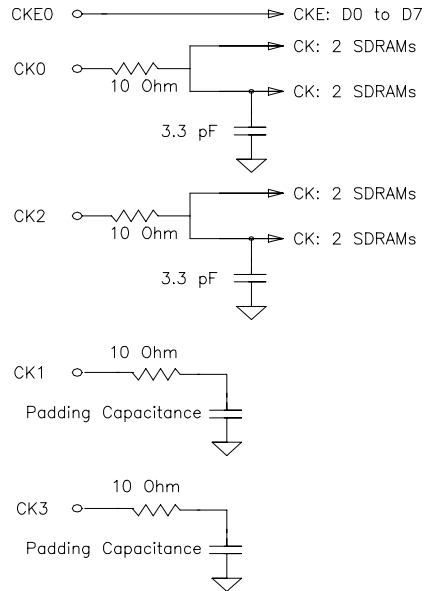 CKE0 CKE: D0 to D7
CK: 2 SDRAMs
CK0
10 Ohm CK: 2 SDRAMs
3.3 pF
CK: 2 SDRAMs
CK2
10 Ohm CK: 2 SDRAMs
3.3 pF
10 Ohm
CK1
Padding Capacitance
10 Ohm
CK3
Padding Capacitance